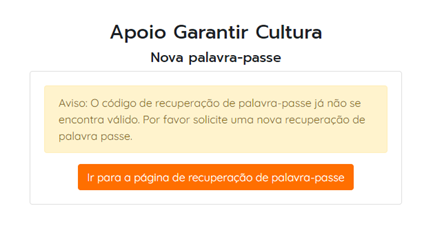 Apoio Garantir Cultura
Nova palavra-passe
Aviso: O código de recuperação de palavra-passe já não se
encontra válido. Por favor solicite uma nova recuperação de
palavra passe.
Ir para a página de recuperação de palavra-passe